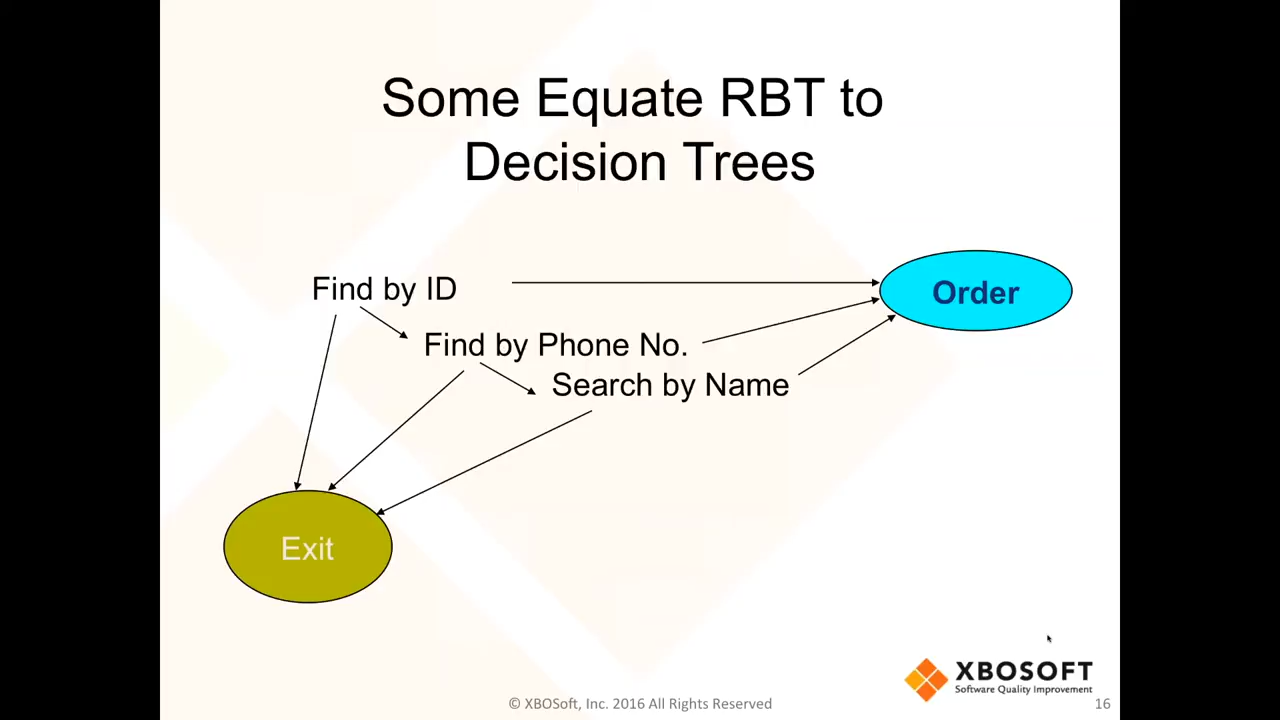 Some Equate RBT to
Decision Trees
Find by ID
Order
Find by Phone No.
Search by Name
Exit
XBOSOFT
Software Quality Improvement
© XBOSoft, Inc. 2016 All Rights Reserved
16